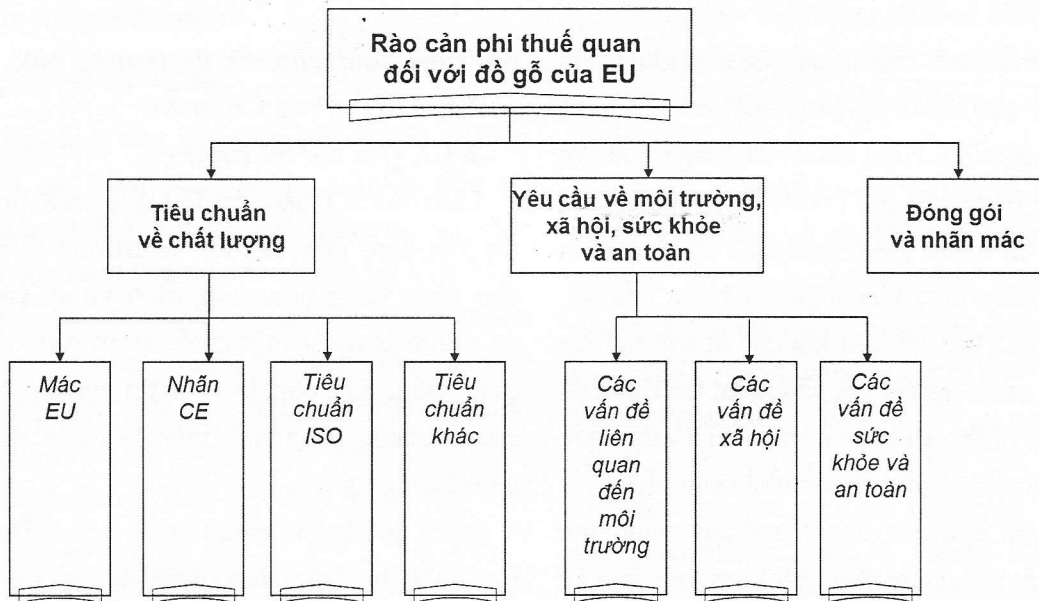 Rào cản phi thuế quan
đối với đồ gỗ của EU
Tiêu chuẩn
về chất lượng
Yêu cầu về môi trường,
xã hội, sức khỏe
và an toàn
Đóng gói
và nhãn mác
Mác
EU
Nhãn
CE
Tiêu
chuẩn
ISO
Tiêu
chuẩn
khác
Các
vấn đề
liên
quan
đến
môi
trường
Các
vấn đề
xã hội
Các
vấn đề
sức
khỏe và
an toàn